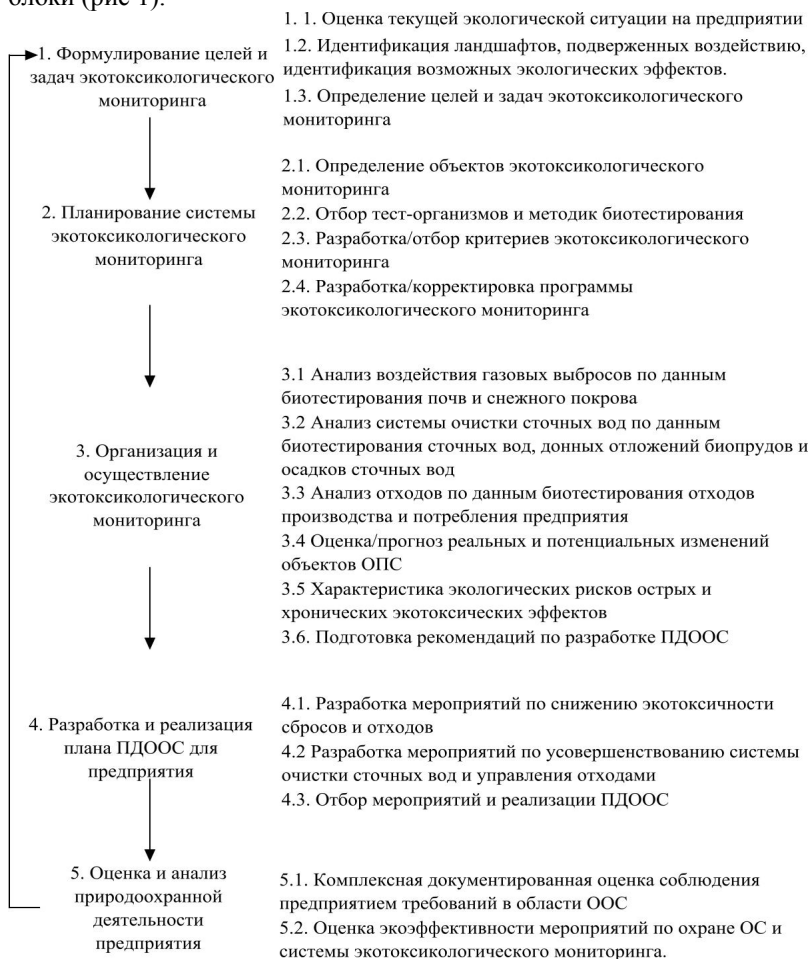 блоки (рис 1).
1. 1. Оценка текущей экологической ситуации на предприятии
1.2. Идентификация ландшафтов, подверженных воздействию,
идентификация возможных экологических эффектов.
1.3. Определение целей и задач экотоксикологического
мониторинга
1. Формулирование целей и
задач экотоксикологического
мониторинга
2.1. Определение объектов экотоксикологического
мониторинга
2.2. Отбор тест-организмов и методик биотестирования
2.3. Разработка/отбор критериев экотоксикологического
мониторинга
2.4. Разработка/корректировка программы
экотоксикологического мониторинга
2. Планирование системы
экотоксикологического
мониторинга
3.1 Анализ воздействия газовых выбросов по данным
биотестирования почв и снежного покрова
3.2 Анализ системы очистки сточных вод по данным
биотестирования сточных вод, донных отложений биопрудов и
осадков сточных вод
3.3 Анализ отходов по данным биотестирования отходов
производства и потребления предприятия
3.4 Оценка/прогноз реальных и потенциальных изменений
объектов ОПС
3.5 Характеристика экологических рисков острых и
хронических экотоксических эффектов
3.6. Подготовка рекомендаций по разработке ПДООС
3. Организация и
осуществление
экотоксикологического
мониторинга
4.1. Разработка мероприятий по снижению экотоксичности
сбросов и отходов
4.2 Разработка мероприятий по усовершенствованию системы
очистки сточных вод и управления отходами
4.3. Отбор мероприятий и реализации ПДООС
4. Разработка и реализация
плана ПДООС для
предприятия
5. Оценка и анализ
природоохранной
деятельности
предприятия
5.1. Комплексная документированная оценка соблюдения
предприятием требований в области ООС
5.2. Оценка экоэффективности мероприятий по охране ОС и
системы экотоксикологического мониторинга.